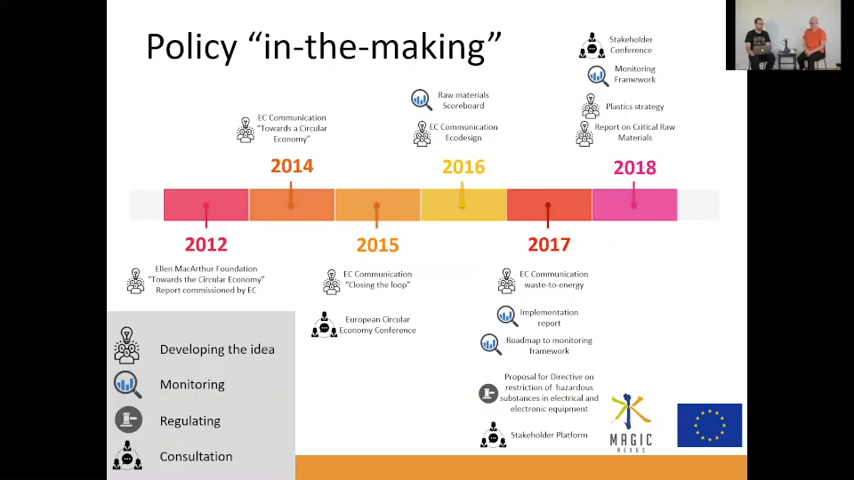 Policy “in-the-making”
Stakeholder
Conference
Monitoring
Framework
Plastics strategy
Report on Critical Raw
Materials
Raw materials
Scoreboard
EC Communication
Ecodesign
EC Communication
“Towards a Circular
Economy”
2014
2016
2018
2012
2015
2017
Ellen MacArthur Foundation
“Towards the Circular Economy”
Report commissioned by EC
EC Communication
“Closing the loop”
European Circular
Economy Conference
EC Communication
waste-to-energy
Implementation
report
Roadmap to monitoring
framework
Proposal for Directive on
restriction of hazardous
substances in electrical and
electronic equipment
Stakeholder Platform
Developing the idea
Monitoring
Regulating
Consultation
MAGIC
NEXUS